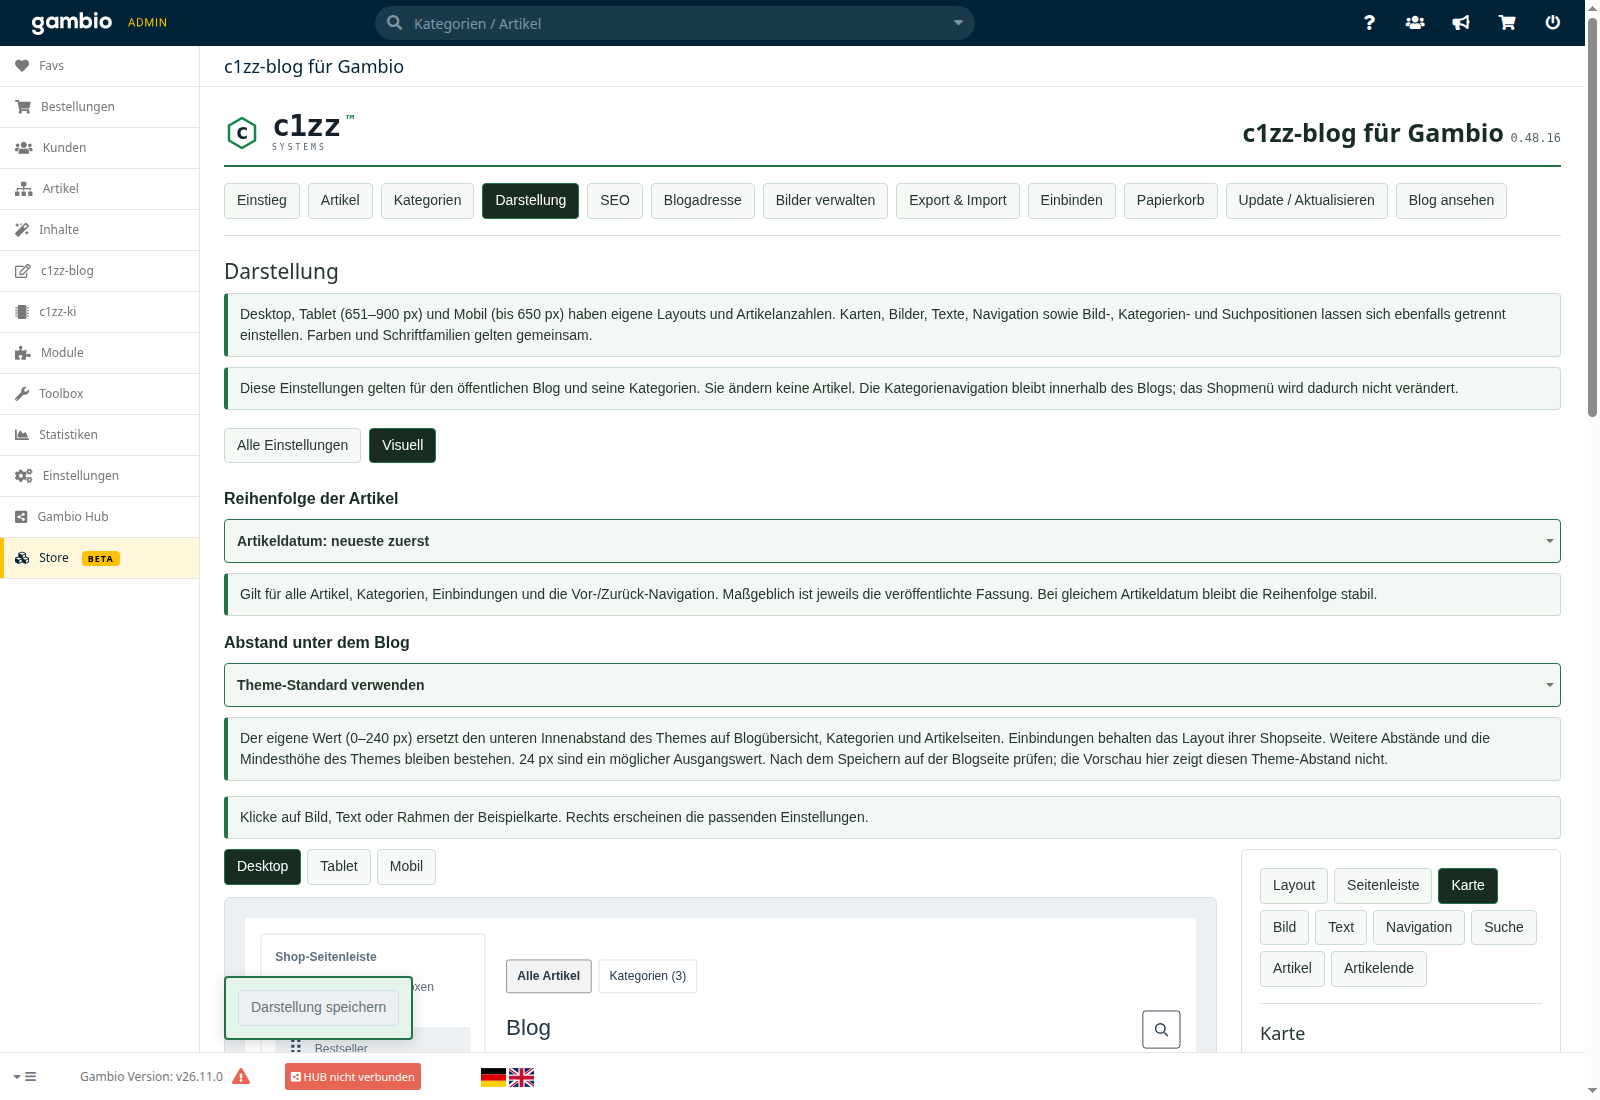 gambio ADMIN
Kategorien / Artikel
Favs
Bestellungen
Kunden
Artikel
Inhalte
c1zz-blog
c1zz-ki
Module
Toolbox
Statistiken
Einstellungen
Gambio Hub
Store BETA
c1zz-blog für Gambio
c c1zz ™
SYSTEMS
c1zz-blog für Gambio 0.48.16
Einstieg Artikel Kategorien Darstellung SEO Blogadresse Bilder verwalten Export & Import Einbinden Papierkorb Update / Aktualisieren Blog ansehen
Darstellung
Desktop, Tablet (651–900 px) und Mobil (bis 650 px) haben eigene Layouts und Artikelanzahlen. Karten, Bilder, Texte, Navigation sowie Bild-, Kategorien- und Suchpositionen lassen sich ebenfalls getrennt
einstellen. Farben und Schriftfamilien gelten gemeinsam.
Diese Einstellungen gelten für den öffentlichen Blog und seine Kategorien. Sie ändern keine Artikel. Die Kategorienavigation bleibt innerhalb des Blogs; das Shopmenü wird dadurch nicht verändert.
Alle Einstellungen Visuell
Reihenfolge der Artikel
Artikeldatum: neueste zuerst
Gilt für alle Artikel, Kategorien, Einbindungen und die Vor-/Zurück-Navigation. Maßgeblich ist jeweils die veröffentlichte Fassung. Bei gleichem Artikeldatum bleibt die Reihenfolge stabil.
Abstand unter dem Blog
Theme-Standard verwenden
Der eigene Wert (0–240 px) ersetzt den unteren Innenabstand des Themes auf Blogübersicht, Kategorien und Artikelseiten. Einbindungen behalten das Layout ihrer Shopseite. Weitere Abstände und die
Mindesthöhe des Themes bleiben bestehen. 24 px sind ein möglicher Ausgangswert. Nach dem Speichern auf der Blogseite prüfen; die Vorschau hier zeigt diesen Theme-Abstand nicht.
Klicke auf Bild, Text oder Rahmen der Beispielkarte. Rechts erscheinen die passenden Einstellungen.
Desktop Tablet Mobil
Shop-Seitenleiste
oxen
Darstellung speichern
Bestseller
Alle Artikel Kategorien (3)
Blog
Layout Seitenleiste Karte
Bild Text Navigation Suche
Artikel Artikelende
Karte
Gambio Version: v26.11.0
HUB nicht verbunden